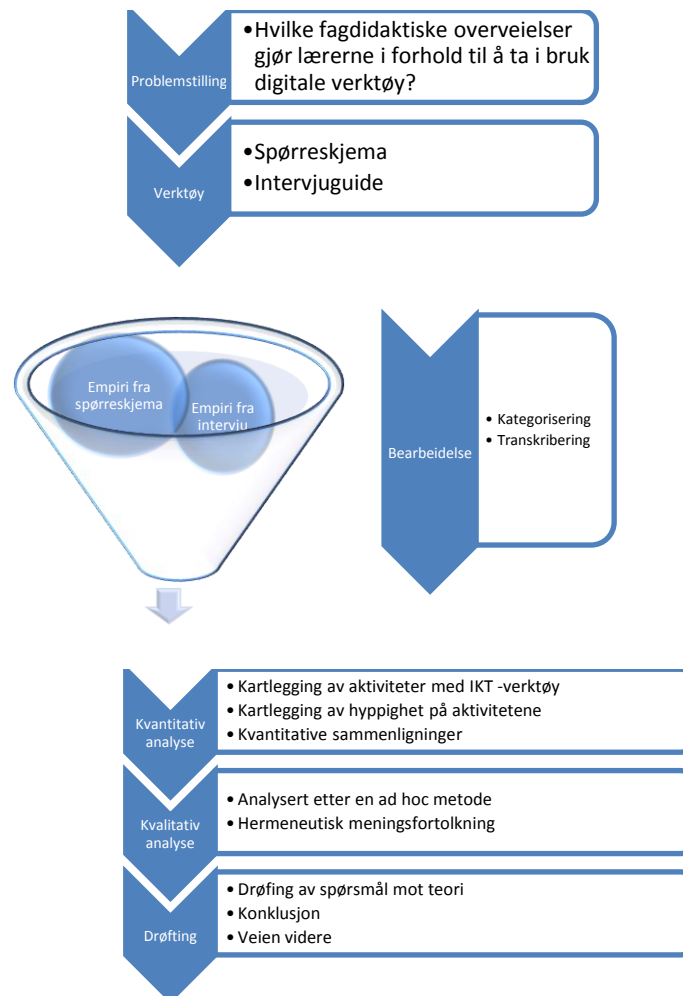 •Hvilke fagdidaktiske overveielser
gjør lærerne i forhold til å ta i bruk
digitale verktøy?
Problemstilling
•Spørreskjema
•Intervjuguide
Verktøy
Empiri fra
spørreskjema
Empiri fra
intervju
• Kategorisering
• Transkribering
Bearbeidelse
• Kartlegging av aktiviteter med IKT -verktøy
• Kartlegging av hyppighet på aktivitetene
• Kvantitative sammenligninger
Kvantitativ
analyse
• Analysert etter en ad hoc metode
• Hermeneutisk meningsfortolkning
Kvalitativ
analyse
• Drøfing av spørsmål mot teori
• Konklusjon
• Veien videre
Drøfting